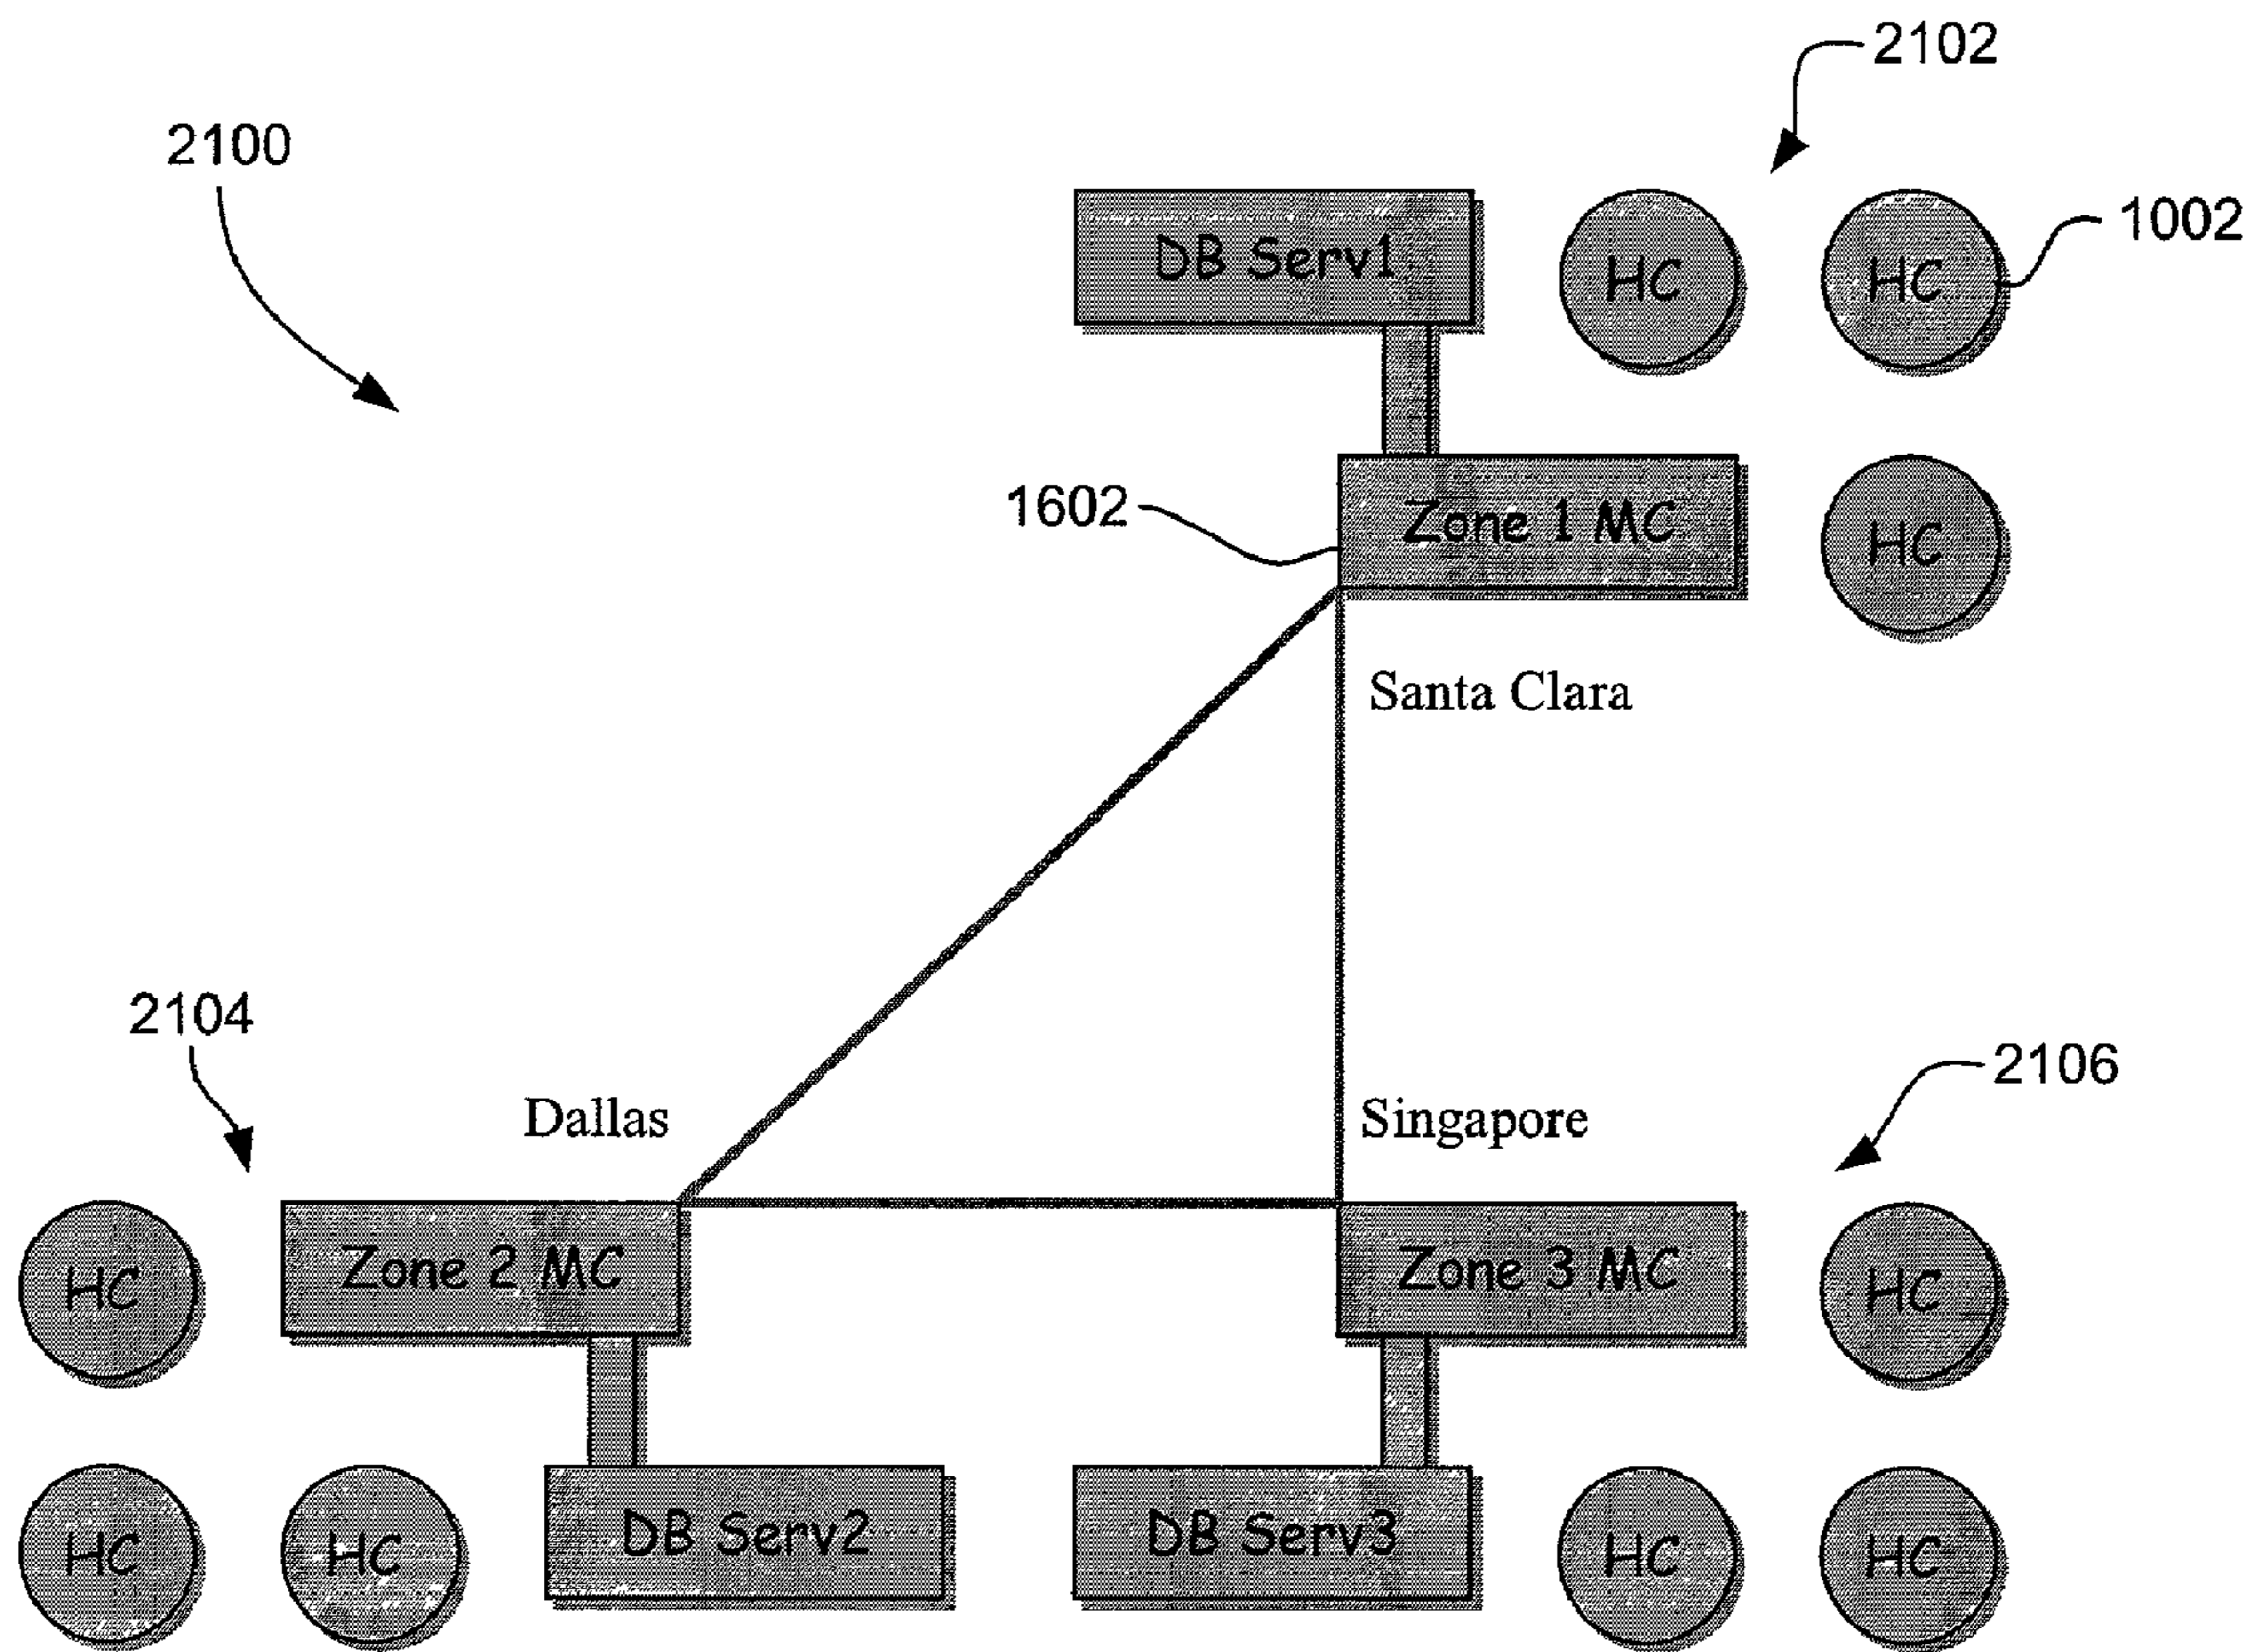 2102
2100
1002
DB Serv1
HC
HC
1602
Zone 1 MC
HC
Santa Clara
2104
2106
Dallas
Singapore
HC
Zone 2 MC
Zone 3 MC
HC
HC
HC
DB Serv2
DB Serv3
HC
HC